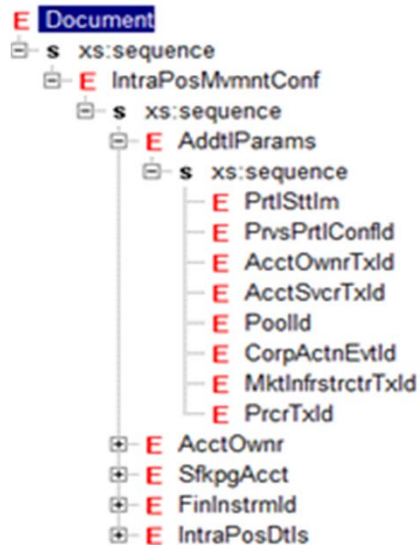 E Document
s xs:sequence
E IntraPosMvmntConf
s xs:sequence
E AddtlParams
s xs:sequence
E PrtlSttlm
E PrvsPrtlConfId
E AcctOwnrTxId
E AcctSvcrTxId
E PoolId
E CorpActnEvtId
E MktInfrstrctrTxId
E PrcrTxId
E AcctOwnr
E SfkpgAcct
E FinInstrmId
E IntraPosDtls